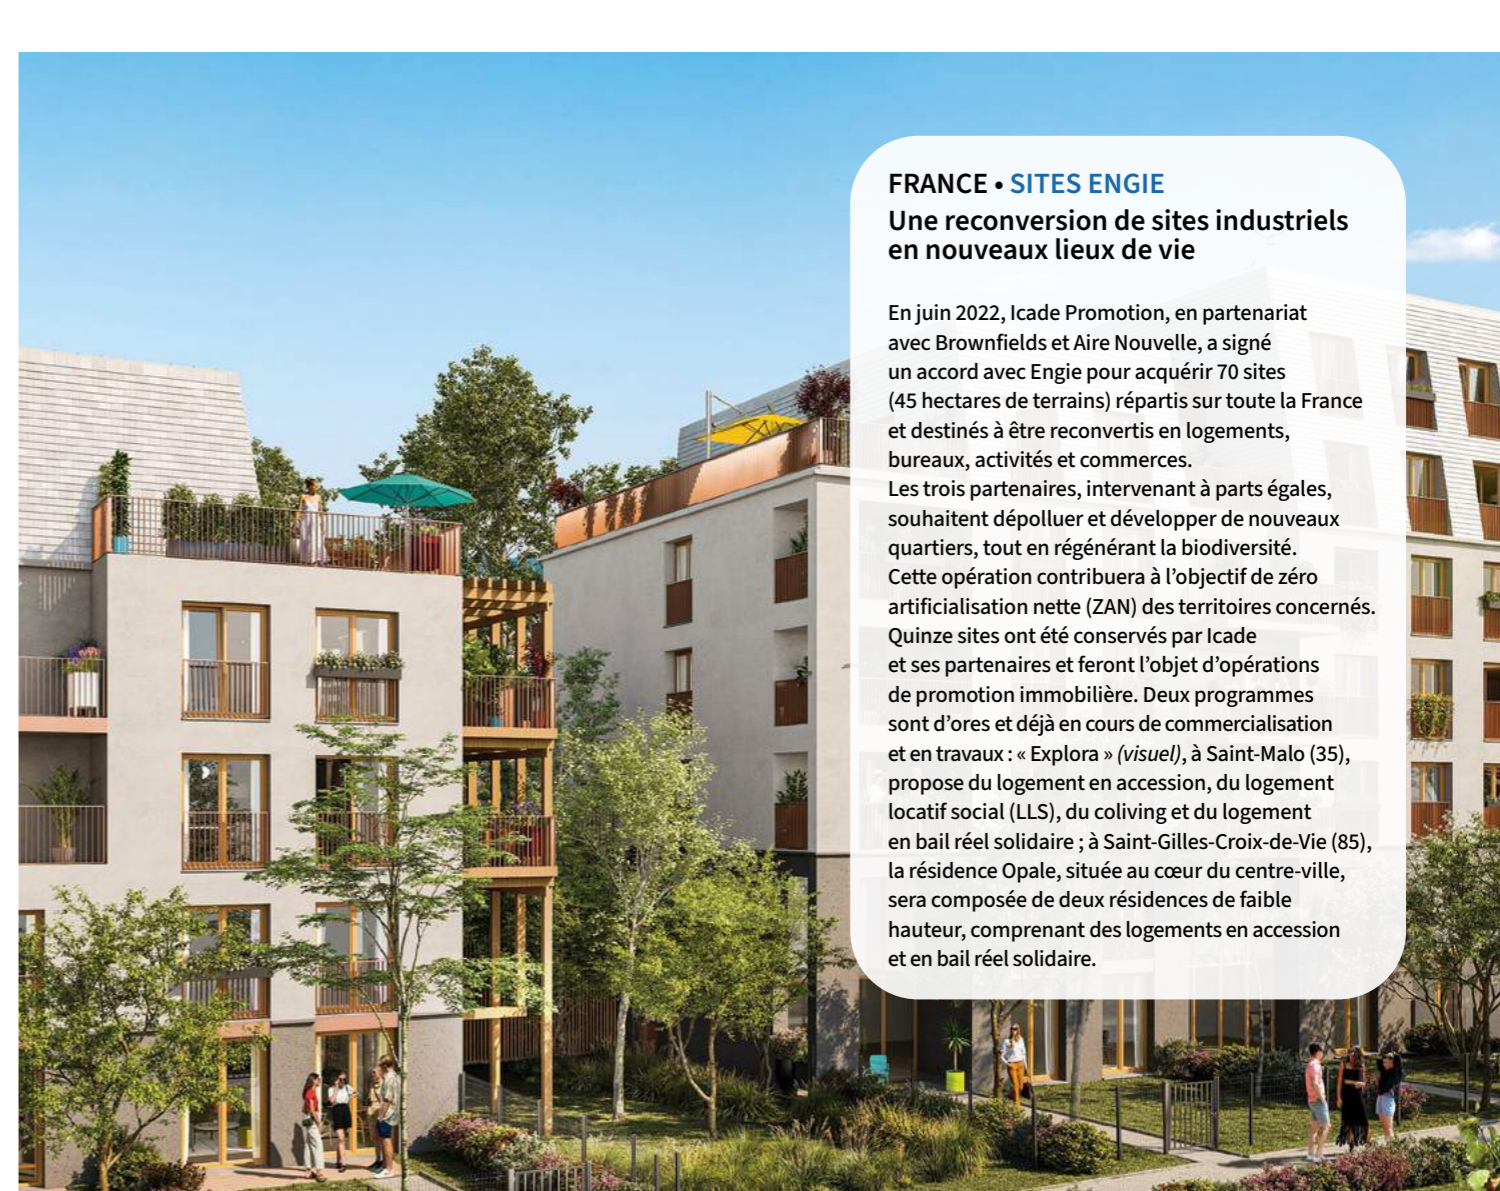 FRANCE • SITES ENGIE
Une reconversion de sites industriels
en nouveaux lieux de vie
En juin 2022, Icade Promotion, en partenariat
avec Brownfields et Aire Nouvelle, a signé
un accord avec Engie pour acquérir 70 sites
(45 hectares de terrains) répartis sur toute la France
et destinés à être reconvertis en logements,
bureaux, activités et commerces.
Les trois partenaires, intervenant à parts égales,
souhaitent dépolluer et développer de nouveaux
quartiers, tout en régénérant la biodiversité.
Cette opération contribuera à l’objectif de zéro
artificialisation nette (ZAN) des territoires concernés.
Quinze sites ont été conservés par Icade
et ses partenaires et feront l’objet d’opérations
de promotion immobilière. Deux programmes
sont d’ores et déjà en cours de commercialisation
et en travaux : « Explora » (visuel), à Saint-Malo (35),
propose du logement en accession, du logement
locatif social (LLS), du coliving et du logement
en bail réel solidaire ; à Saint-Gilles-Croix-de-Vie (85),
la résidence Opale, située au cœur du centre-ville,
sera composée de deux résidences de faible
hauteur, comprenant des logements en accession
et en bail réel solidaire.